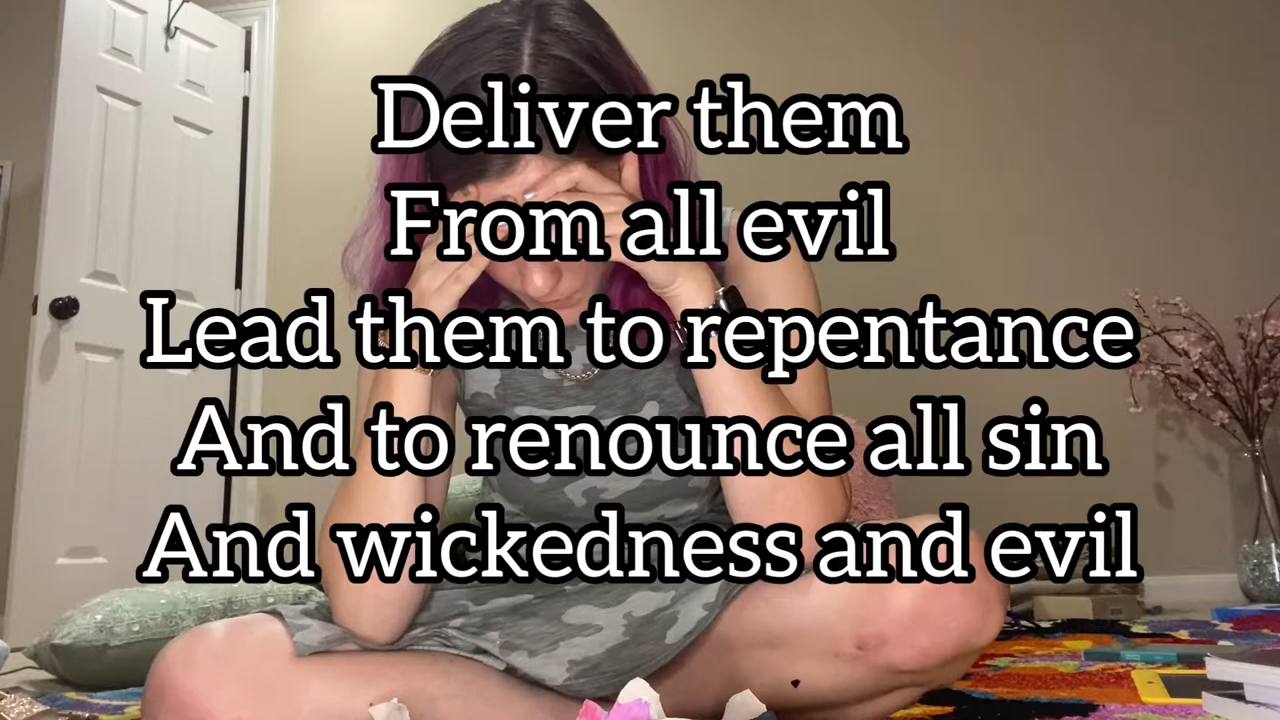 Deliver them
From all evil
Lead them to repentance
And to renounce all sin
And wickedness and evil